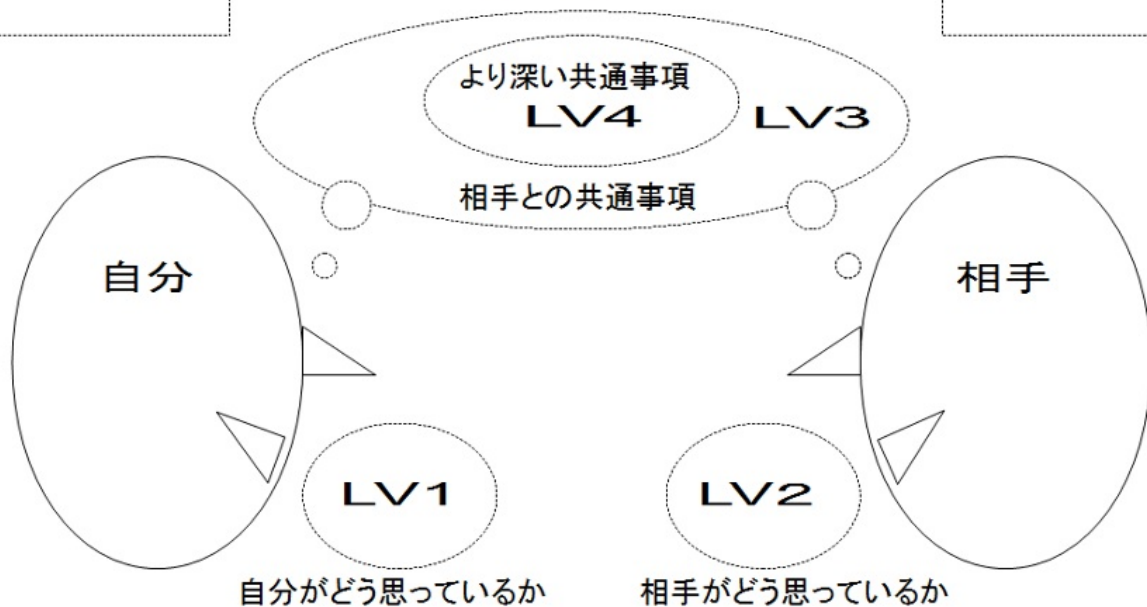 より深い共通事項
LV4
LV3
相手との共通事項
自分
相手
LV1
LV2
自分がどう思っているか
相手がどう思っているか